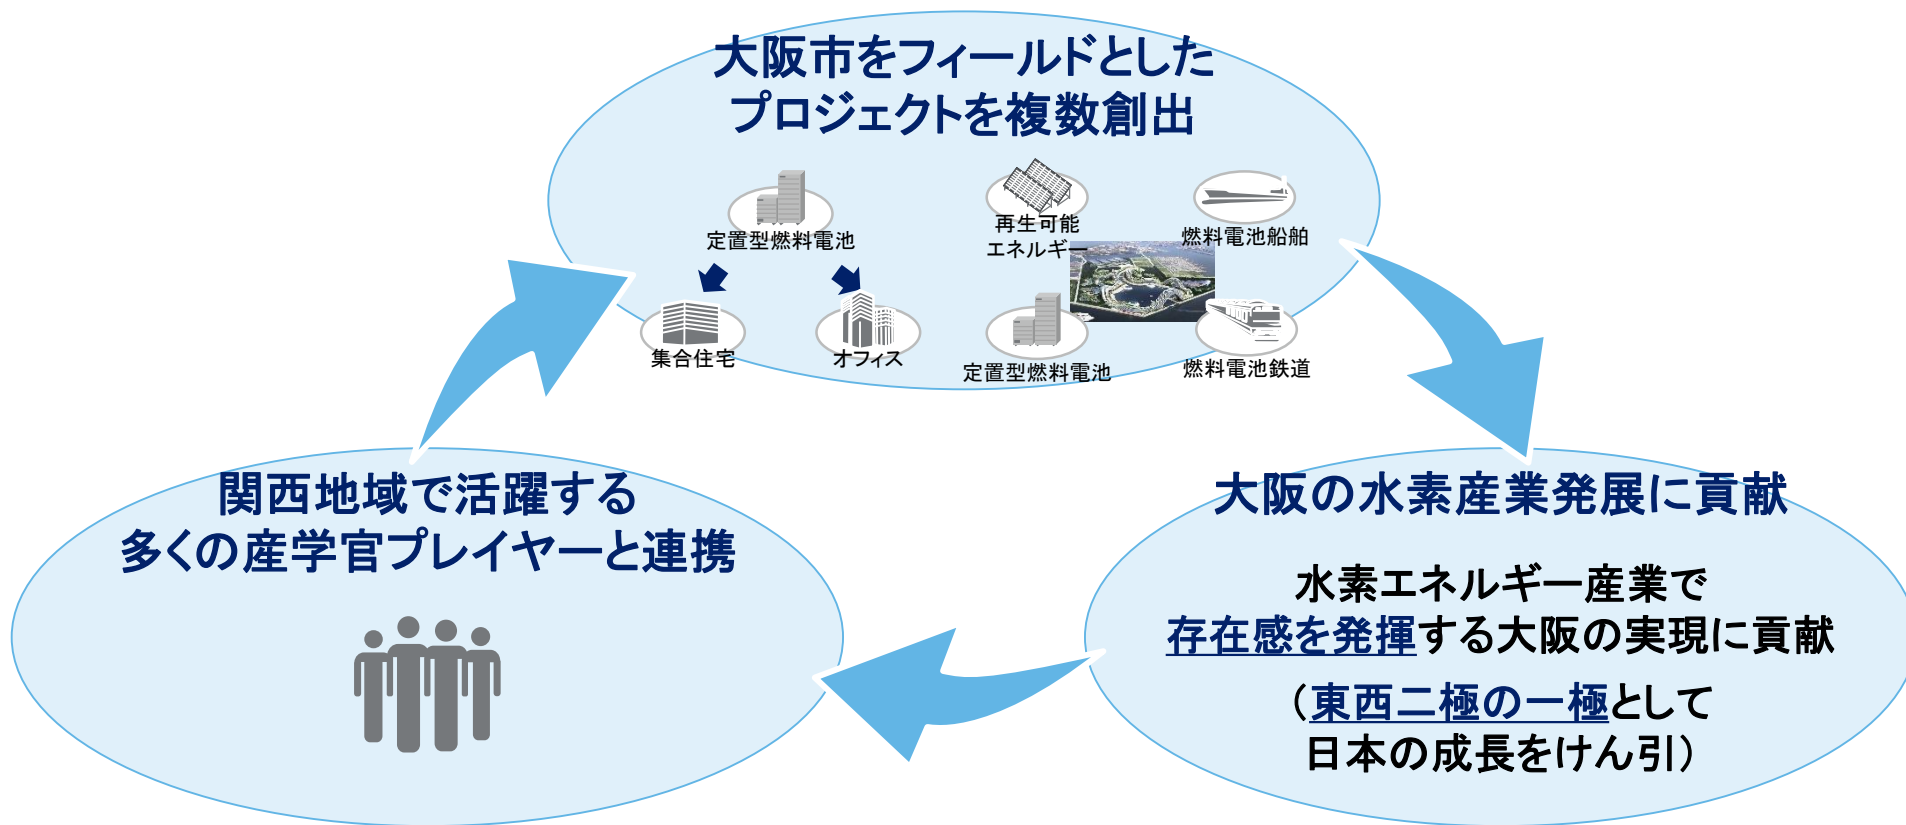 大阪市をフィールドとした
プロジェクトを複数創出
定置型燃料電池
集合住宅
オフィス
再生可能
エネルギー
燃料電池船舶
定置型燃料電池
燃料電池鉄道
関西地域で活躍する
多くの産学官プレイヤーと連携
大阪の水素産業発展に貢献
水素エネルギー産業で
存在感を発揮する大阪の実現に貢献
（東西二極の一極として
日本の成長をけん引）